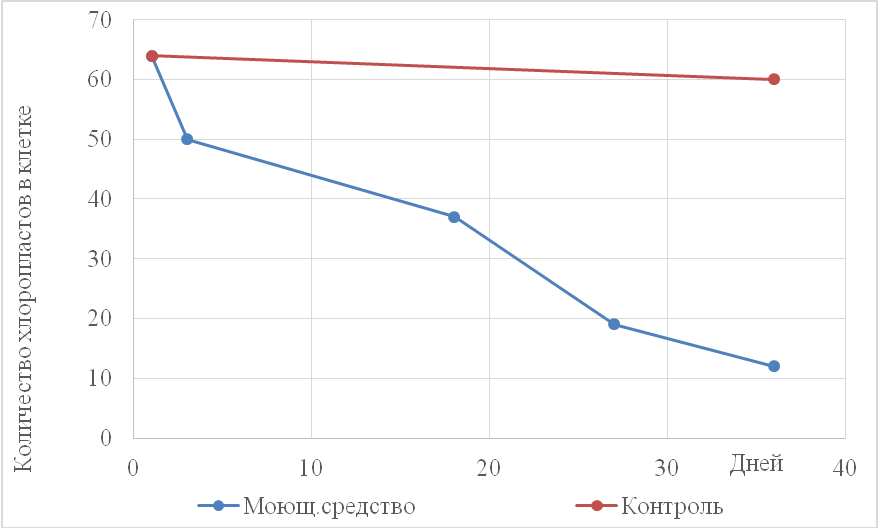 Количество хлоропластов в клетке
70
60
50
40
30
20
10
0
0 10 20 30 40
Дней
Моющ.средство Контроль